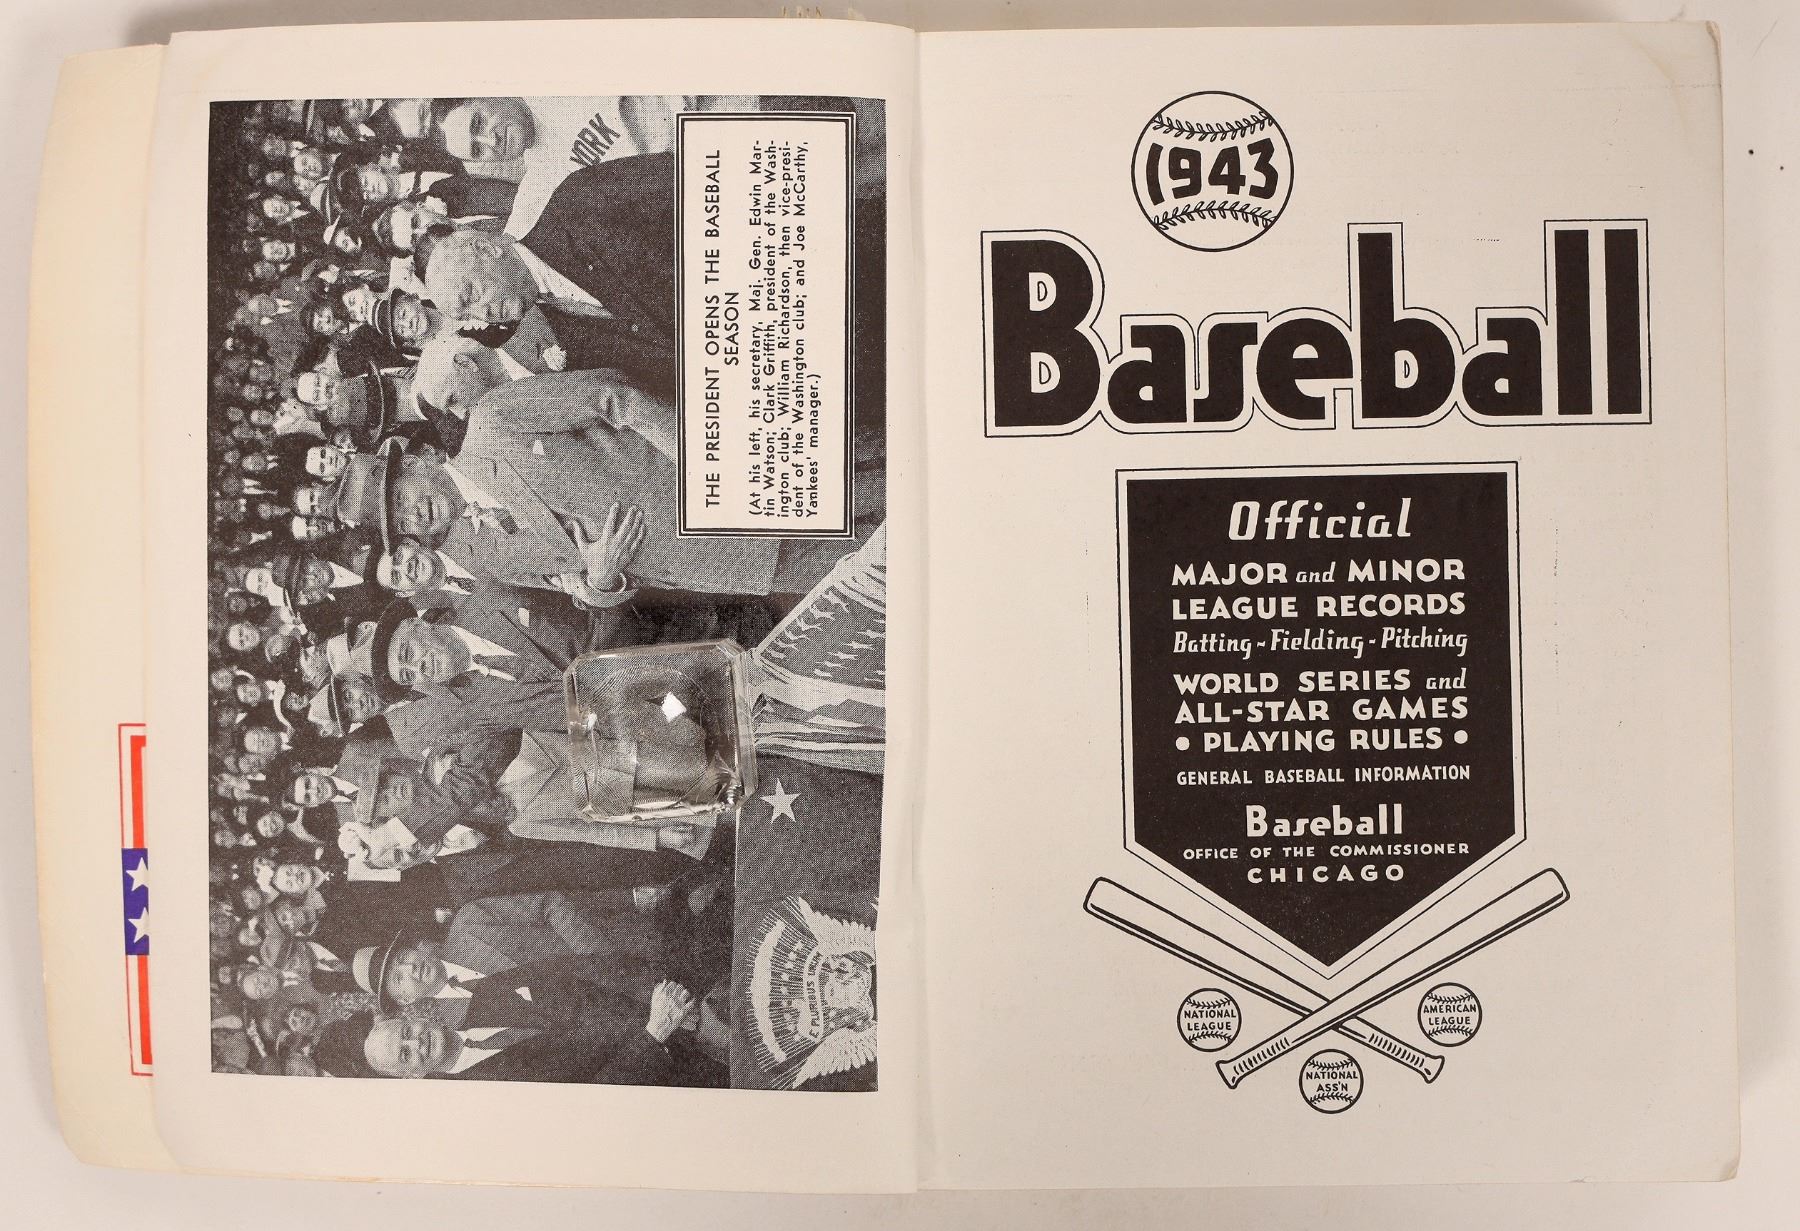 YORK
THE PRESIDENT OPENS THE BASEBALL
SEASON
(At his left, his secretary, Maj. Gen. Edwin Mar-
tin Watson; Clark Griffith, president of the Wash-
ington club; William Richardson, then vice-presi-
dent of the Washington club; and Joe McCarthy,
Yankees' manager.)
E PLURIBUS UNUM
1943
Baseball
Official
MAJOR and MINOR
LEAGUE RECORDS
Batting - Fielding - Pitching
WORLD SERIES and
ALL-STAR GAMES
• PLAYING RULES •
GENERAL BASEBALL INFORMATION
Baseball
OFFICE OF THE COMMISSIONER
CHICAGO
NATIONAL
LEAGUE
AMERICAN
LEAGUE
NATIONAL
ASS'N